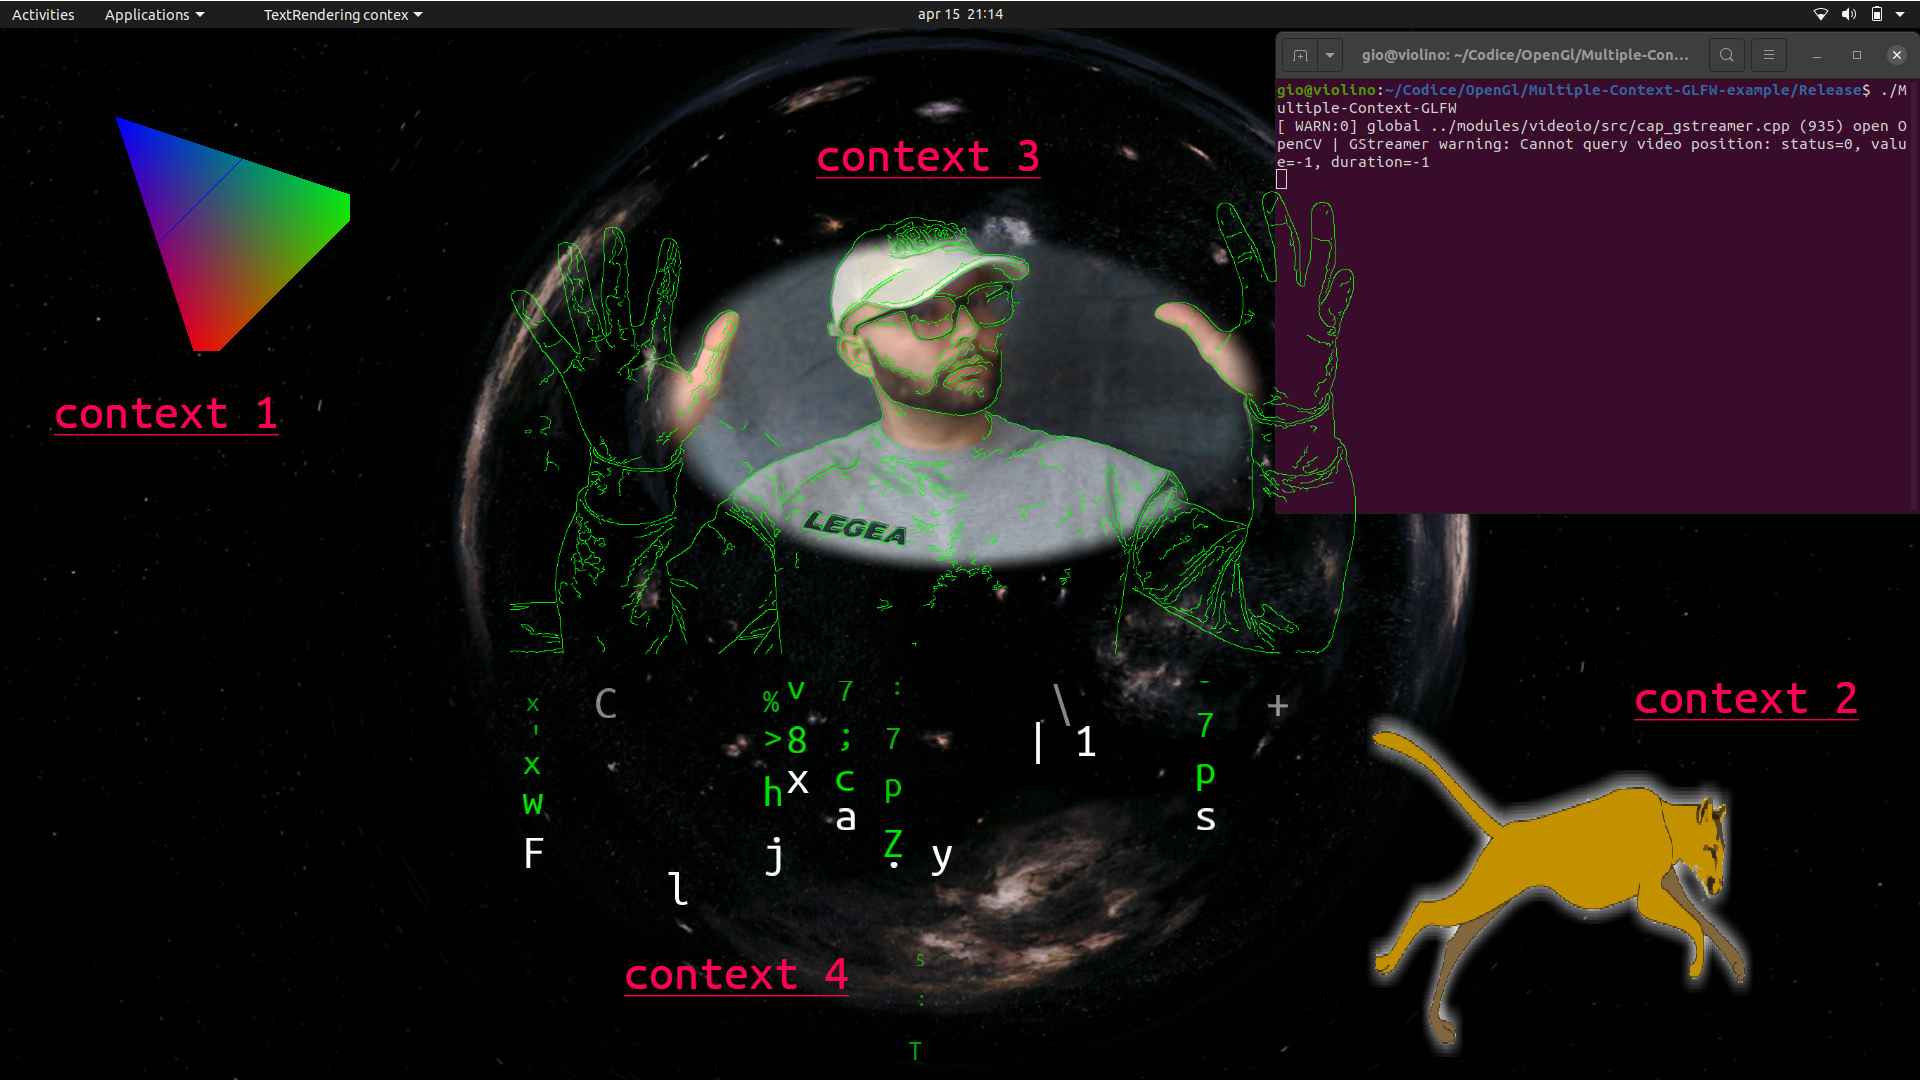 Activities
Applications
TextRendering contex
apr 15 21:14
gio@violino: ~/Codice/OpenGl/Multiple-Con...
gio@violino:~/Codice/OpenGl/Multiple-Context-GLFW-example/Release$ ./M
ultiple-Context-GLFW
[ WARN:0] global ../modules/videoio/src/cap_gstreamer.cpp (935) open O
penCV | GStreamer warning: Cannot query video position: status=0, valu
e=-1, duration=-1
context 3
context 1
LEGEA
context 2
x C % v 7 : \ - +
' > 8 ; 7 | 1 7
x h x c p p
W a s
F j Z . y
l
context 4
5
:
T